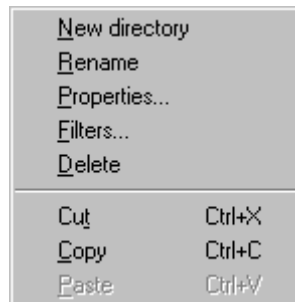 New directory
Rename
Properties...
Filters...
Delete
Cut Ctrl+X
Copy Ctrl+C
Paste Ctrl+V